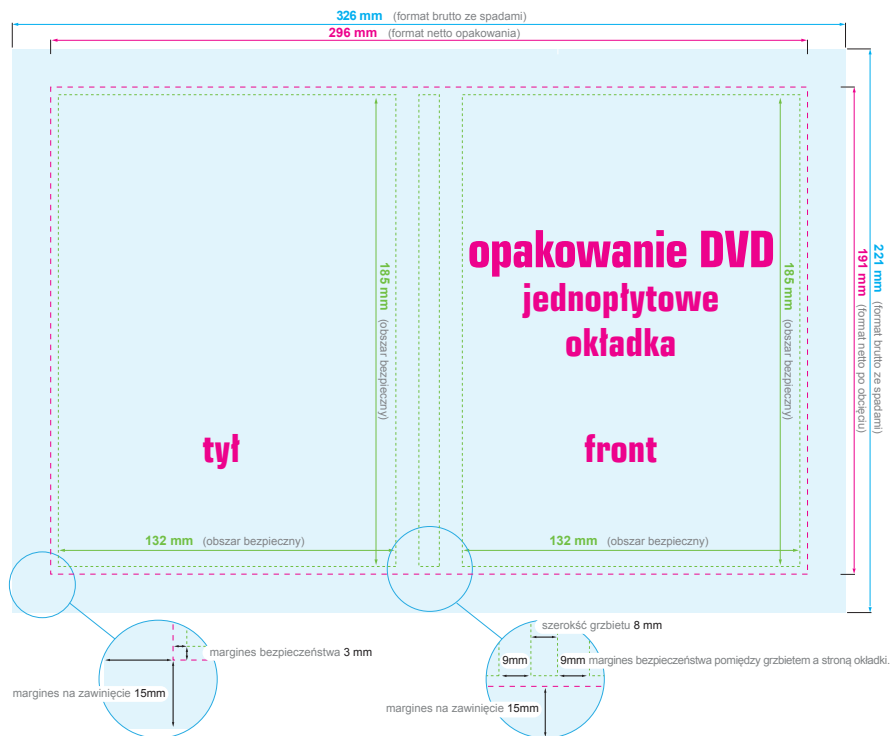 326 mm (format brutto ze spadami)
296 mm (format netto opakowania)
opakowanie DVD
jednopłytowe
okładka
tył
front
185 mm (obszar bezpieczny)
185 mm (obszar bezpieczny)
191 mm (format netto po obcięciu)
221 mm (format brutto ze spadami)
132 mm (obszar bezpieczny)
132 mm (obszar bezpieczny)
szerokść grzbietu 8 mm
margines bezpieczeństwa 3 mm
9mm
9mm margines bezpieczeństwa pomiędzy grzbietem a stroną okładki.
margines na zawinięcie 15mm
margines na zawinięcie 15mm